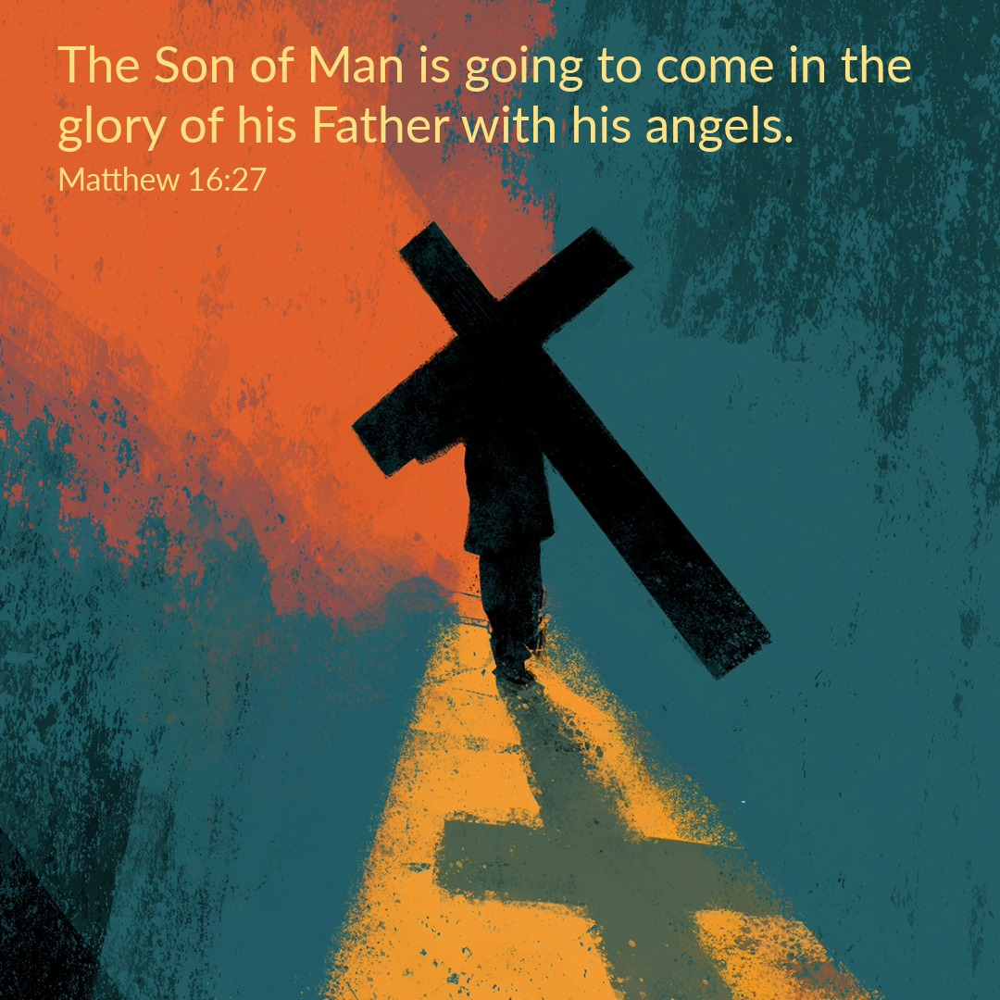 The Son of Man is going to come in the
glory of his Father with his angels.
Matthew 16:27